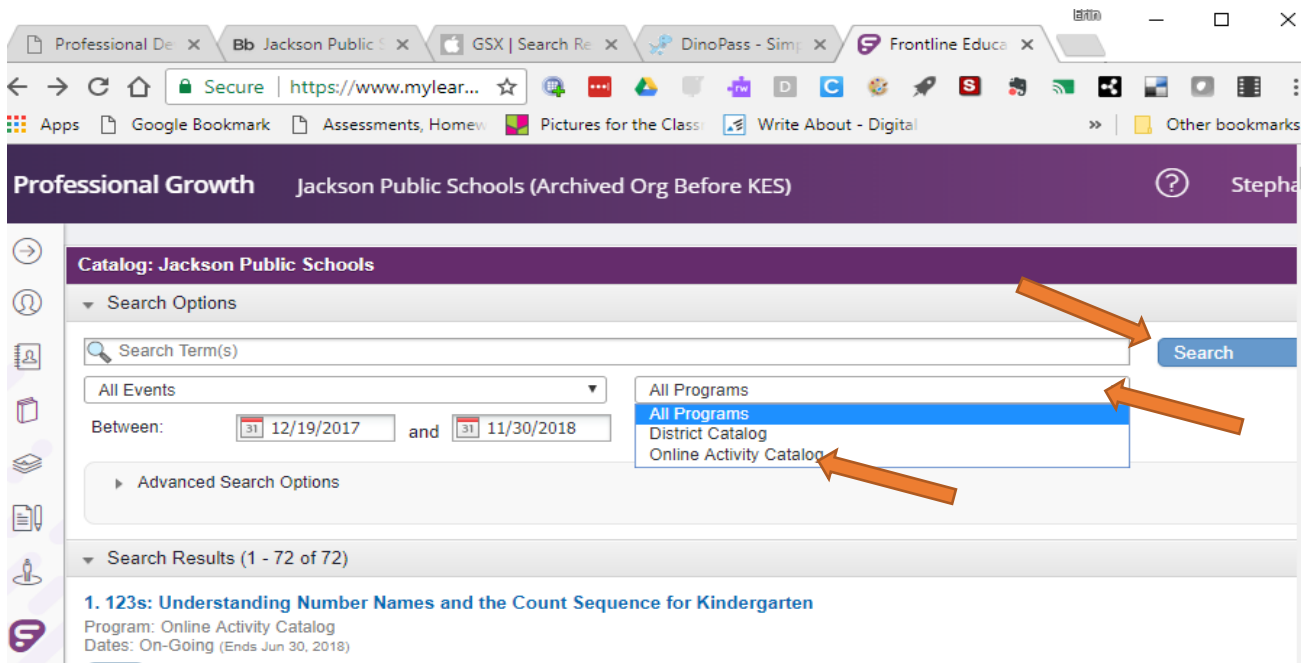 Professional De Bb Jackson Public S GSX | Search Re DinoPass - Simp Frontline Educa
Secure | https://www.mylear...
Apps Google Bookmark Assessments, Homew Pictures for the Class Write About - Digital » Other bookmarks
Professional Growth Jackson Public Schools (Archived Org Before KES) ? Stepha
Catalog: Jackson Public Schools
Search Options
Search Term(s) Search
All Events All Programs
All Programs
Between: 31 12/19/2017 and 31 11/30/2018
District Catalog
Online Activity Catalog
Advanced Search Options
Search Results (1 - 72 of 72)
1. 123s: Understanding Number Names and the Count Sequence for Kindergarten
Program: Online Activity Catalog
Dates: On-Going (Ends Jun 30, 2018)